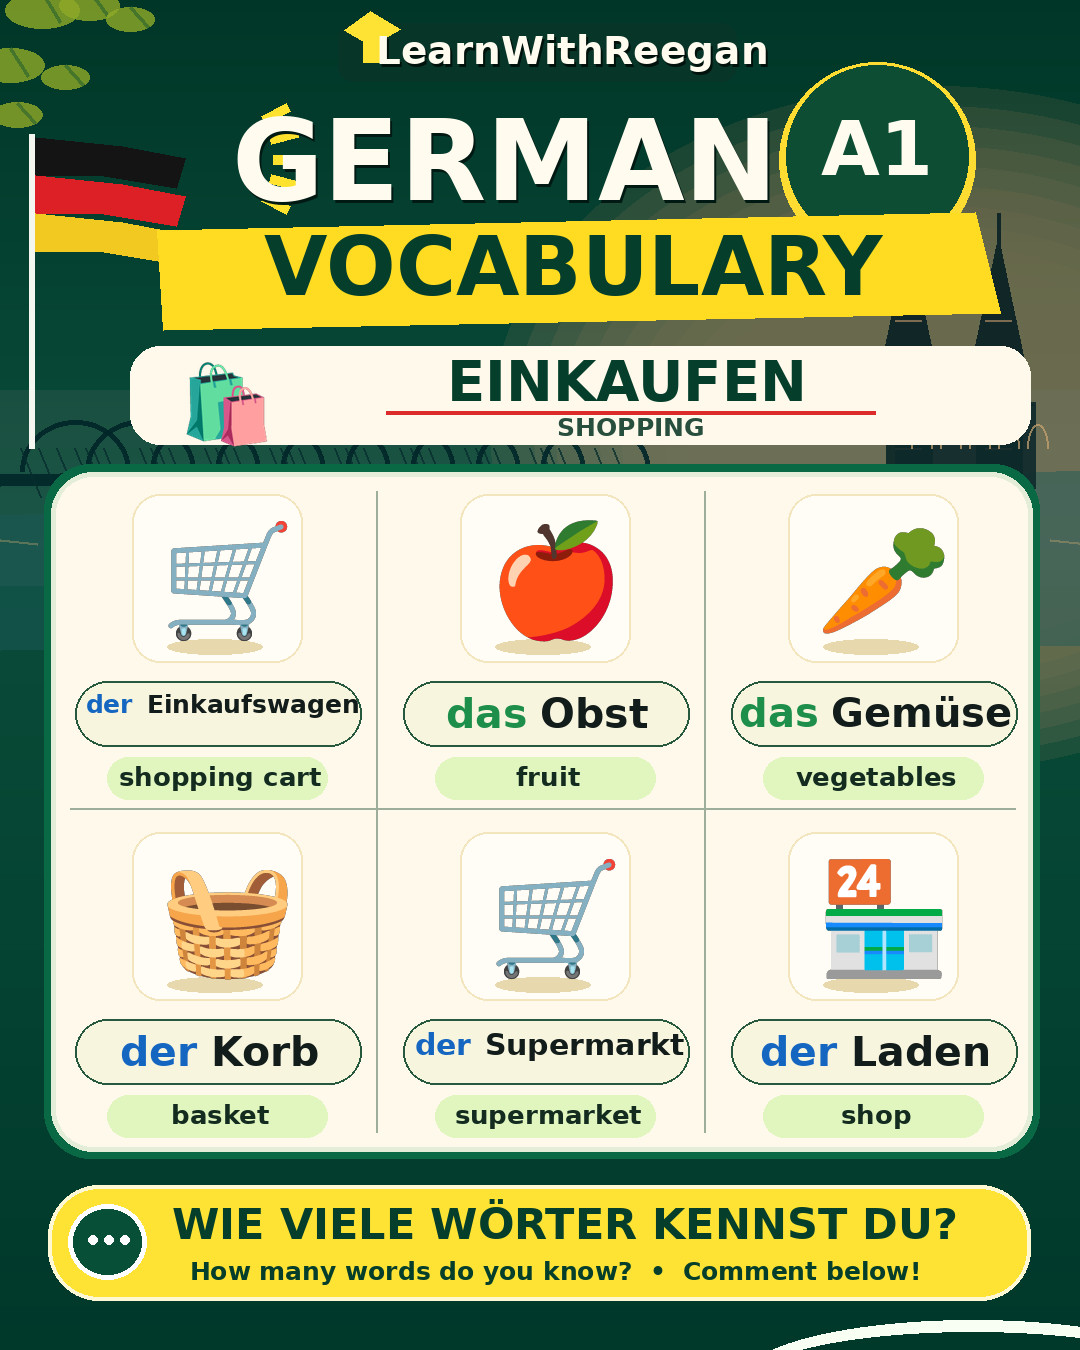 LearnWithReegan
GERMAN A1
VOCABULARY
EINKAUFEN
SHOPPING
der Einkaufswagen
shopping cart
das Obst
fruit
das Gemüse
vegetables
der Korb
basket
der Supermarkt
supermarket
24
der Laden
shop
WIE VIELE WÖRTER KENNST DU?
How many words do you know? • Comment below!